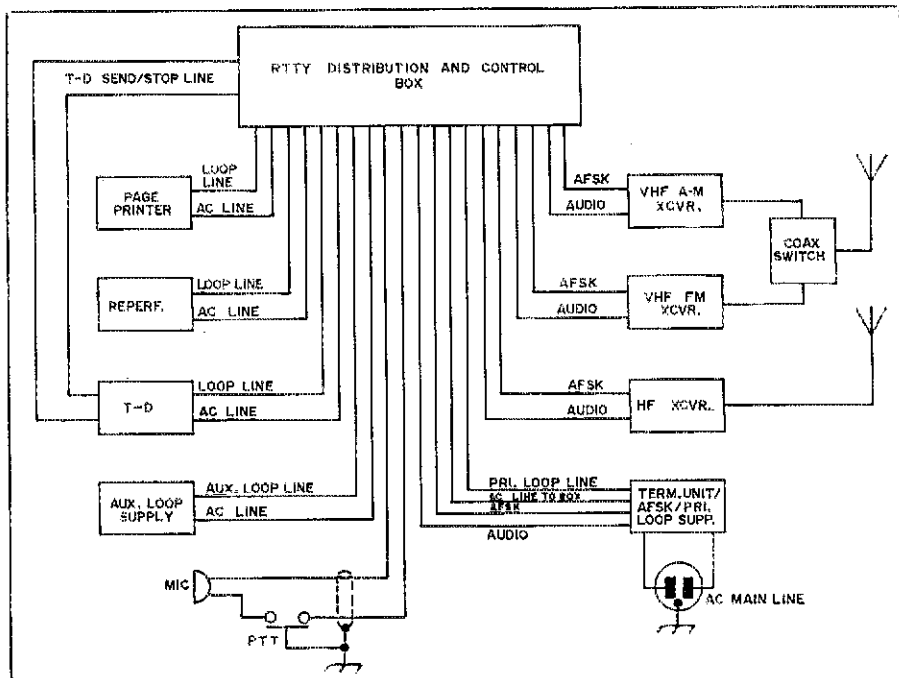 RTTY DISTRIBUTION AND CONTROL
BOX
T-D SEND/STOP LINE
LOOP
LINE
PAGE
PRINTER
AC LINE
LOOP LINE
REPERF.
AC LINE
LOOP LINE
T-D
AC LINE
AUX. LOOP LINE
AUX. LOOP
SUPPLY
AC LINE
MIC
PTT
AFSK
VHF A-M
XCVR.
AUDIO
COAX
SWITCH
AFSK
VHF FM
XCVR.
AUDIO
AFSK
HF XCVR.
AUDIO
PRI. LOOP LINE
AC LINE TO BOX
AFSK
AUDIO
TERM.UNIT/
AFSK/PRI.
LOOP SUPP.
AC MAIN LINE